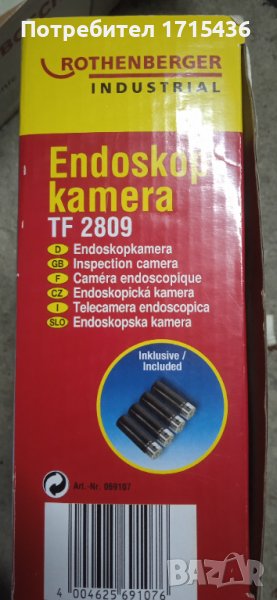 Потребител 1715436
ROTHENBERGER
INDUSTRIAL
Endoskop
kamera
TF 2809
D Endoskopkamera
GB Inspection camera
F Caméra endoscopique
CZ Endoskopická kamera
I Telecamera endoscopica
SLO Endoskopska kamera
Inklusive /
Included
Art.-Nr. 069107
4 004625 691076
BAZAR